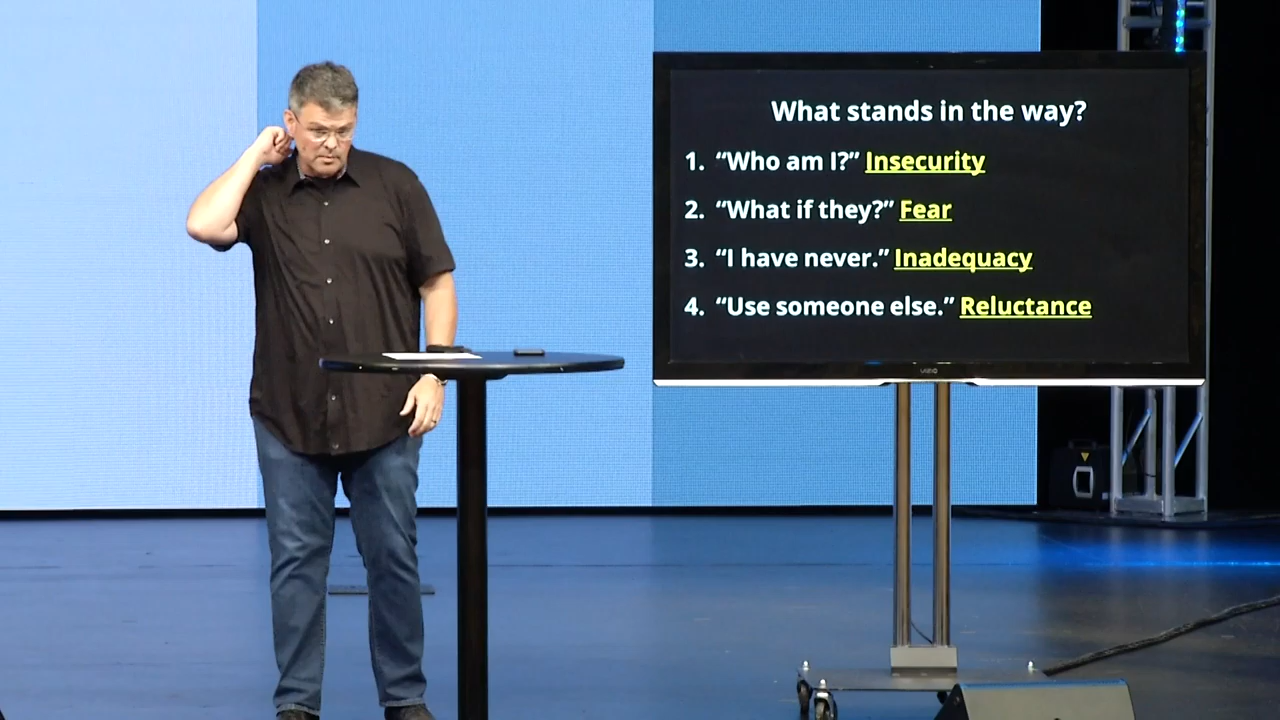 What stands in the way?
1. “Who am I?” Insecurity
2. “What if they?” Fear
3. “I have never.” Inadequacy
4. “Use someone else.” Reluctance
VIZIO